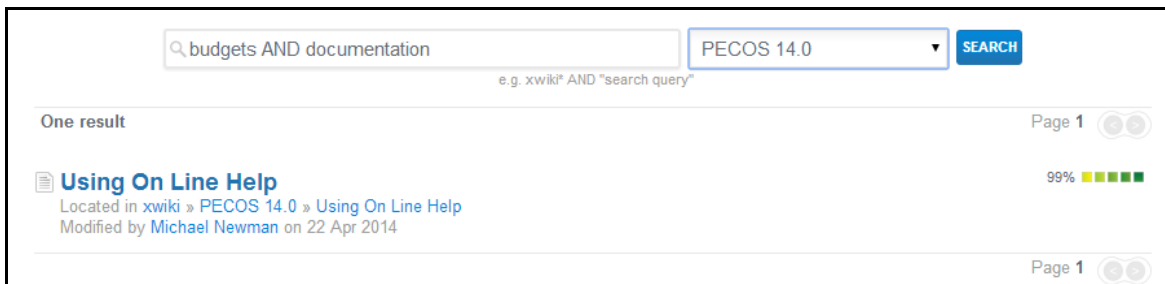 budgets AND documentation PECOS 14.0 SEARCH
e.g. xwiki* AND "search query"
One result Page 1 < >
Using On Line Help 99%
Located in xwiki » PECOS 14.0 » Using On Line Help
Modified by Michael Newman on 22 Apr 2014
Page 1 < >